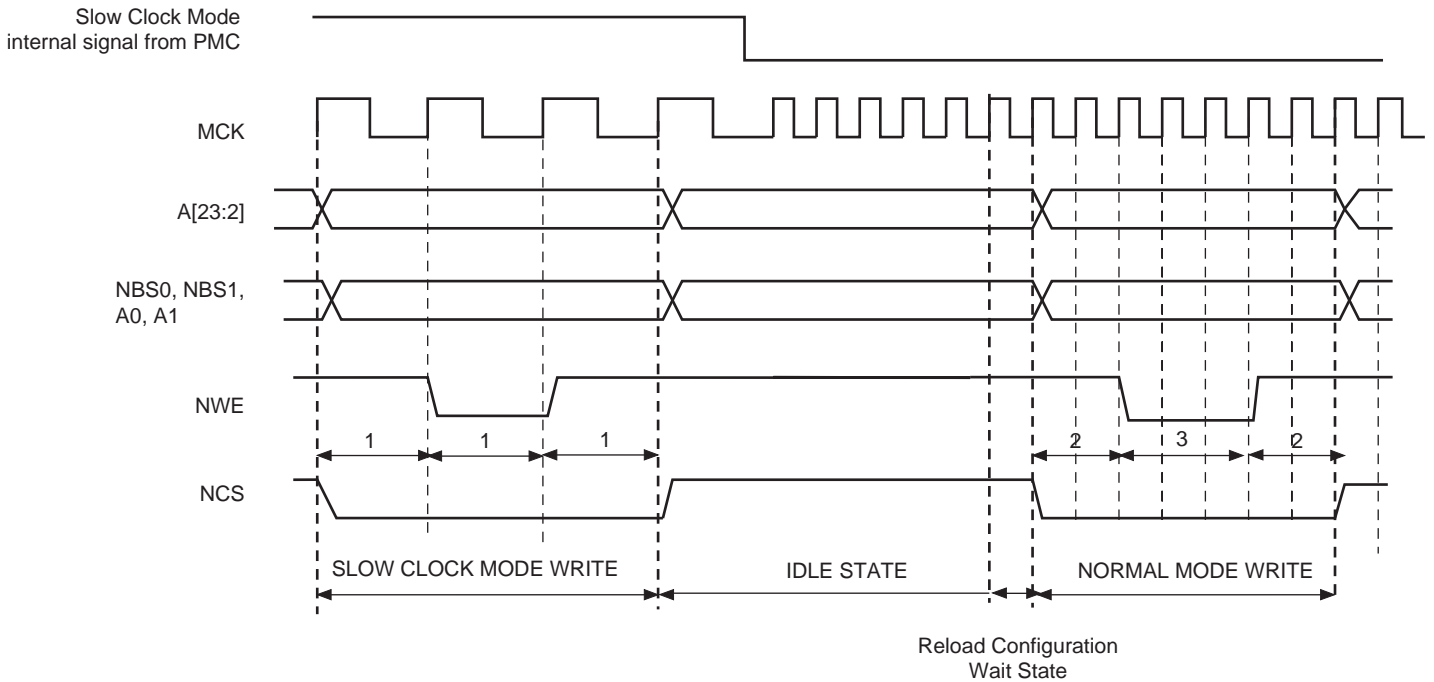 Slow Clock Mode
internal signal from PMC
MCK
A[23:2]
NBS0, NBS1,
A0, A1
NWE
1 1 1 2 3 2
NCS
SLOW CLOCK MODE WRITE IDLE STATE NORMAL MODE WRITE
Reload Configuration
Wait State